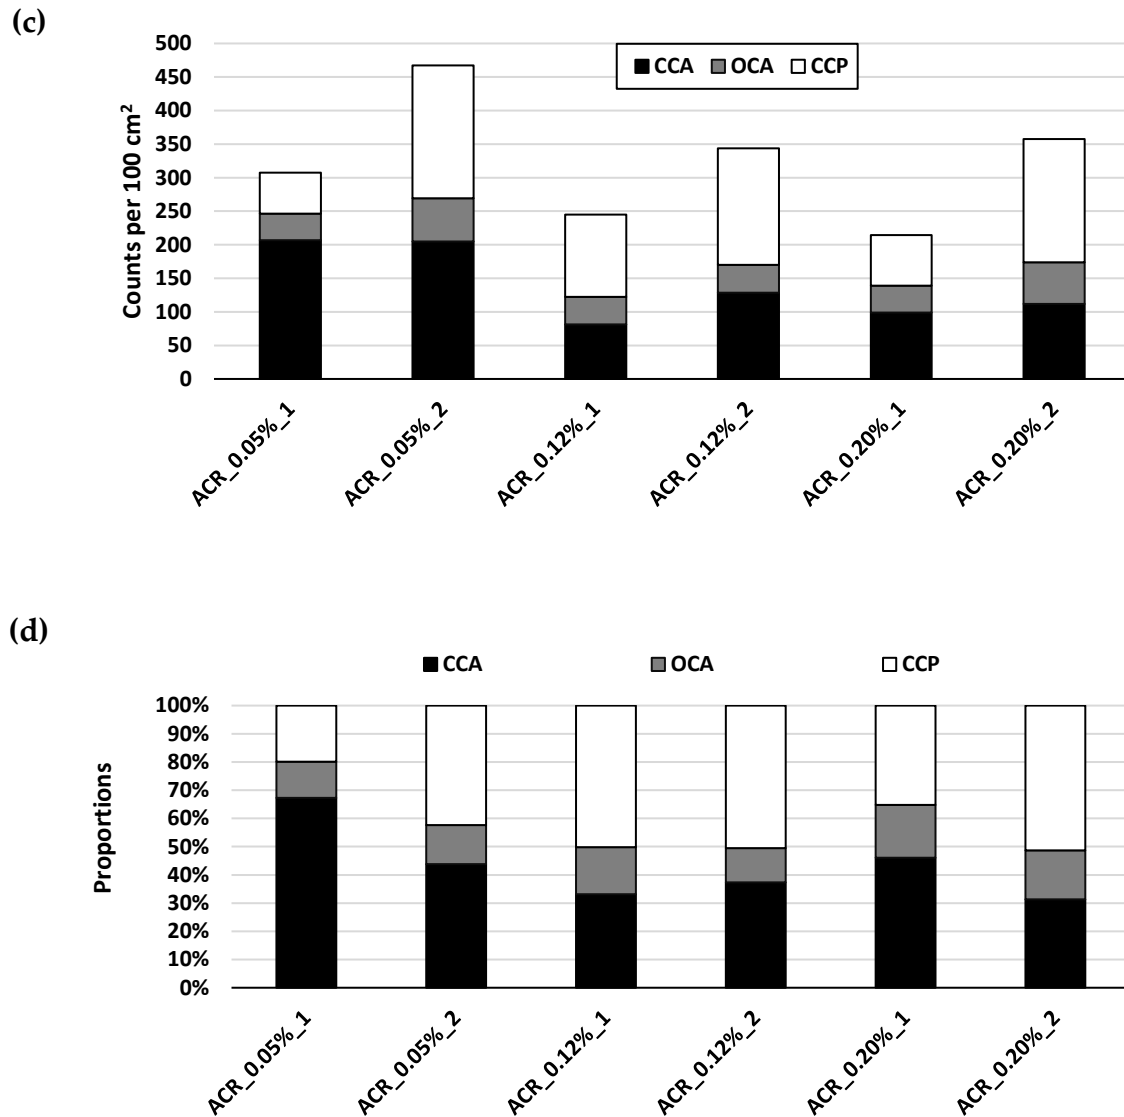 (c)
CCA OCA CCP
Counts per 100 cm²
500
450
400
350
300
250
200
150
100
50
0
ACR_0.05%_1
ACR_0.05%_2
ACR_0.12%_1
ACR_0.12%_2
ACR_0.20%_1
ACR_0.20%_2
(d)
CCA OCA CCP
Proportions
100%
90%
80%
70%
60%
50%
40%
30%
20%
10%
0%
ACR_0.05%_1
ACR_0.05%_2
ACR_0.12%_1
ACR_0.12%_2
ACR_0.20%_1
ACR_0.20%_2